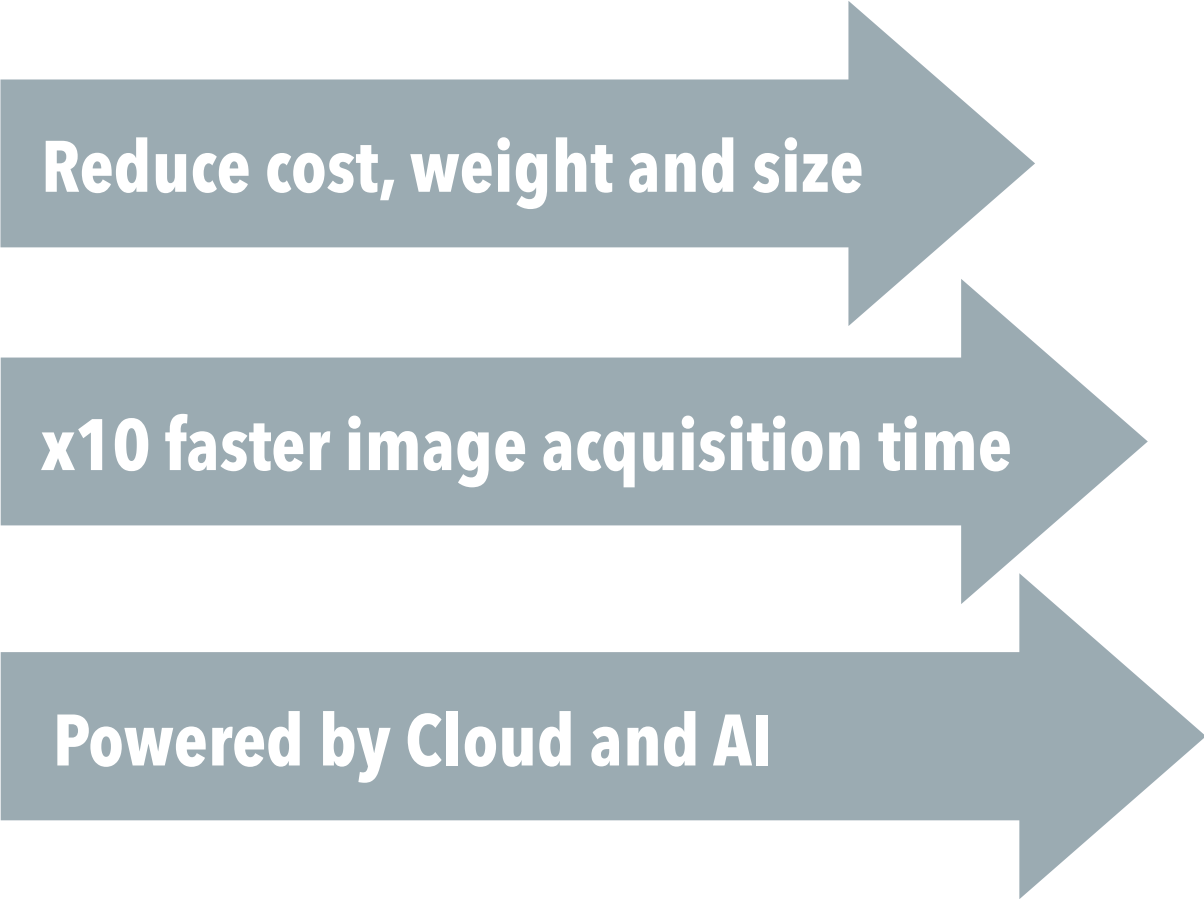 Reduce cost, weight and size
x10 faster image acquisition time
Powered by Cloud and AI